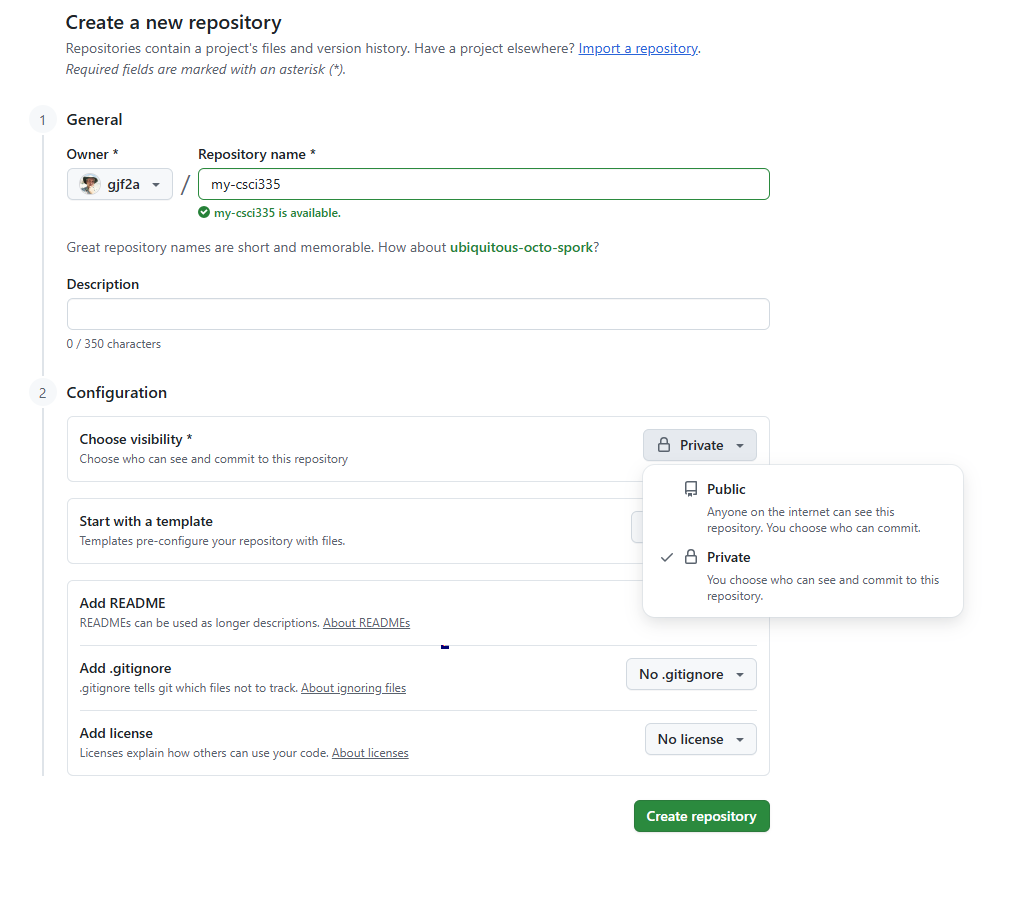 Create a new repository
Repositories contain a project's files and version history. Have a project elsewhere? Import a repository.
Required fields are marked with an asterisk (*).
1 General
Owner * Repository name *
gjf2a / my-csci335
my-csci335 is available.
Great repository names are short and memorable. How about ubiquitous-octo-spork?
Description
0 / 350 characters
2 Configuration
Choose visibility *
Choose who can see and commit to this repository
Private
Public
Anyone on the internet can see this
repository. You choose who can commit.
Private
You choose who can see and commit to this
repository.
Start with a template
Templates pre-configure your repository with files.
Add README
READMEs can be used as longer descriptions. About READMEs
Add .gitignore
.gitignore tells git which files not to track. About ignoring files
No .gitignore
Add license
Licenses explain how others can use your code. About licenses
No license
Create repository